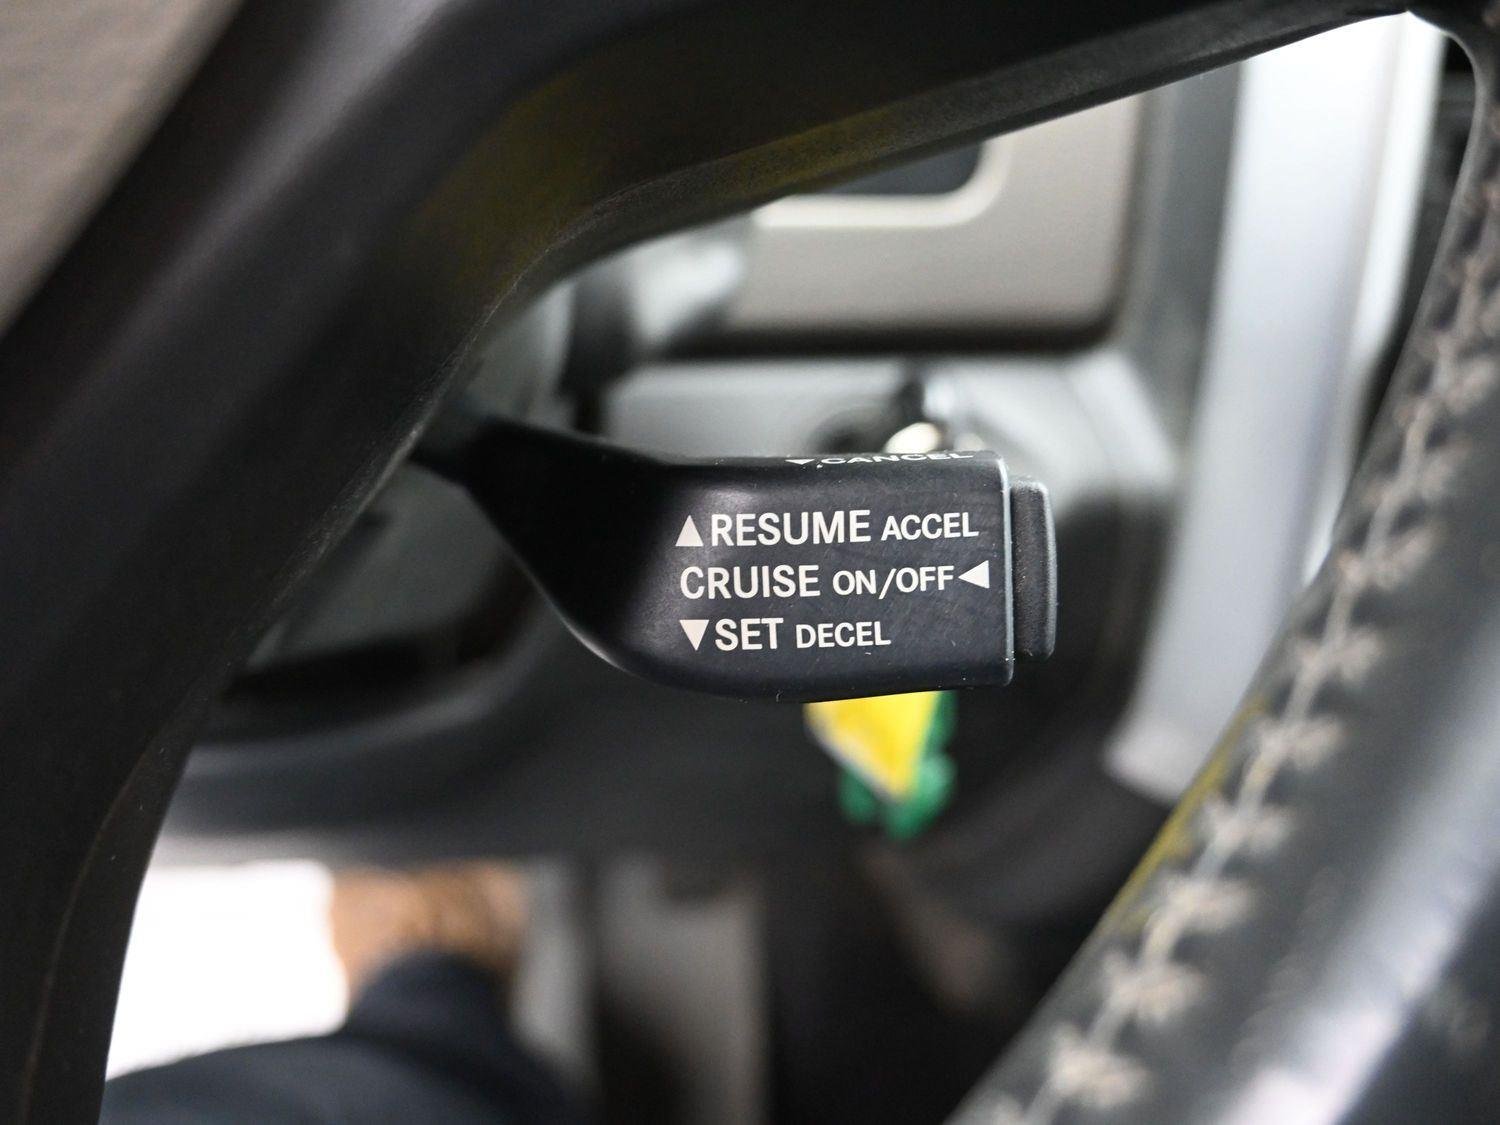 ▼CANCEL
▲RESUME ACCEL
CRUISE ON/OFF◀
▼SET DECEL